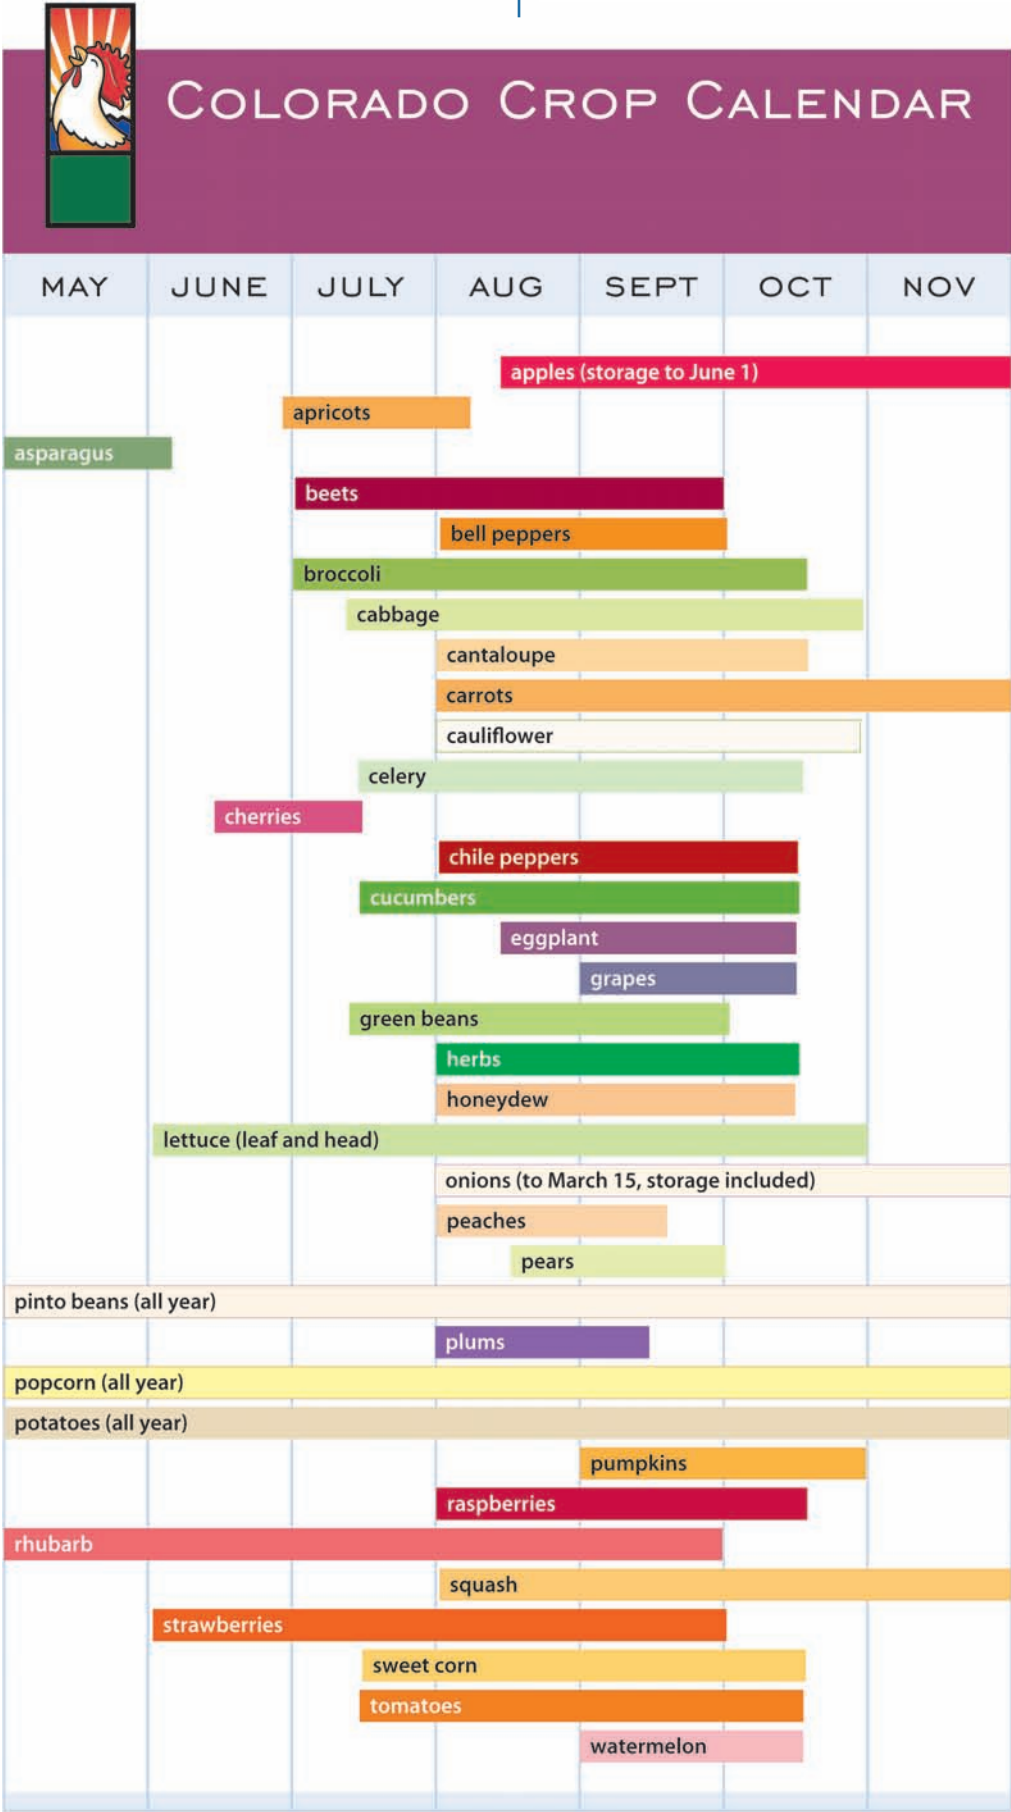 COLORADO CROP CALENDAR
MAY JUNE JULY AUG SEPT OCT NOV
apples (storage to June 1)
apricots
asparagus
beets
bell peppers
broccoli
cabbage
cantaloupe
carrots
cauliflower
celery
cherries
chile peppers
cucumbers
eggplant
grapes
green beans
herbs
honeydew
lettuce (leaf and head)
onions (to March 15, storage included)
peaches
pears
pinto beans (all year)
plums
popcorn (all year)
potatoes (all year)
pumpkins
raspberries
rhubarb
squash
strawberries
sweet corn
tomatoes
watermelon